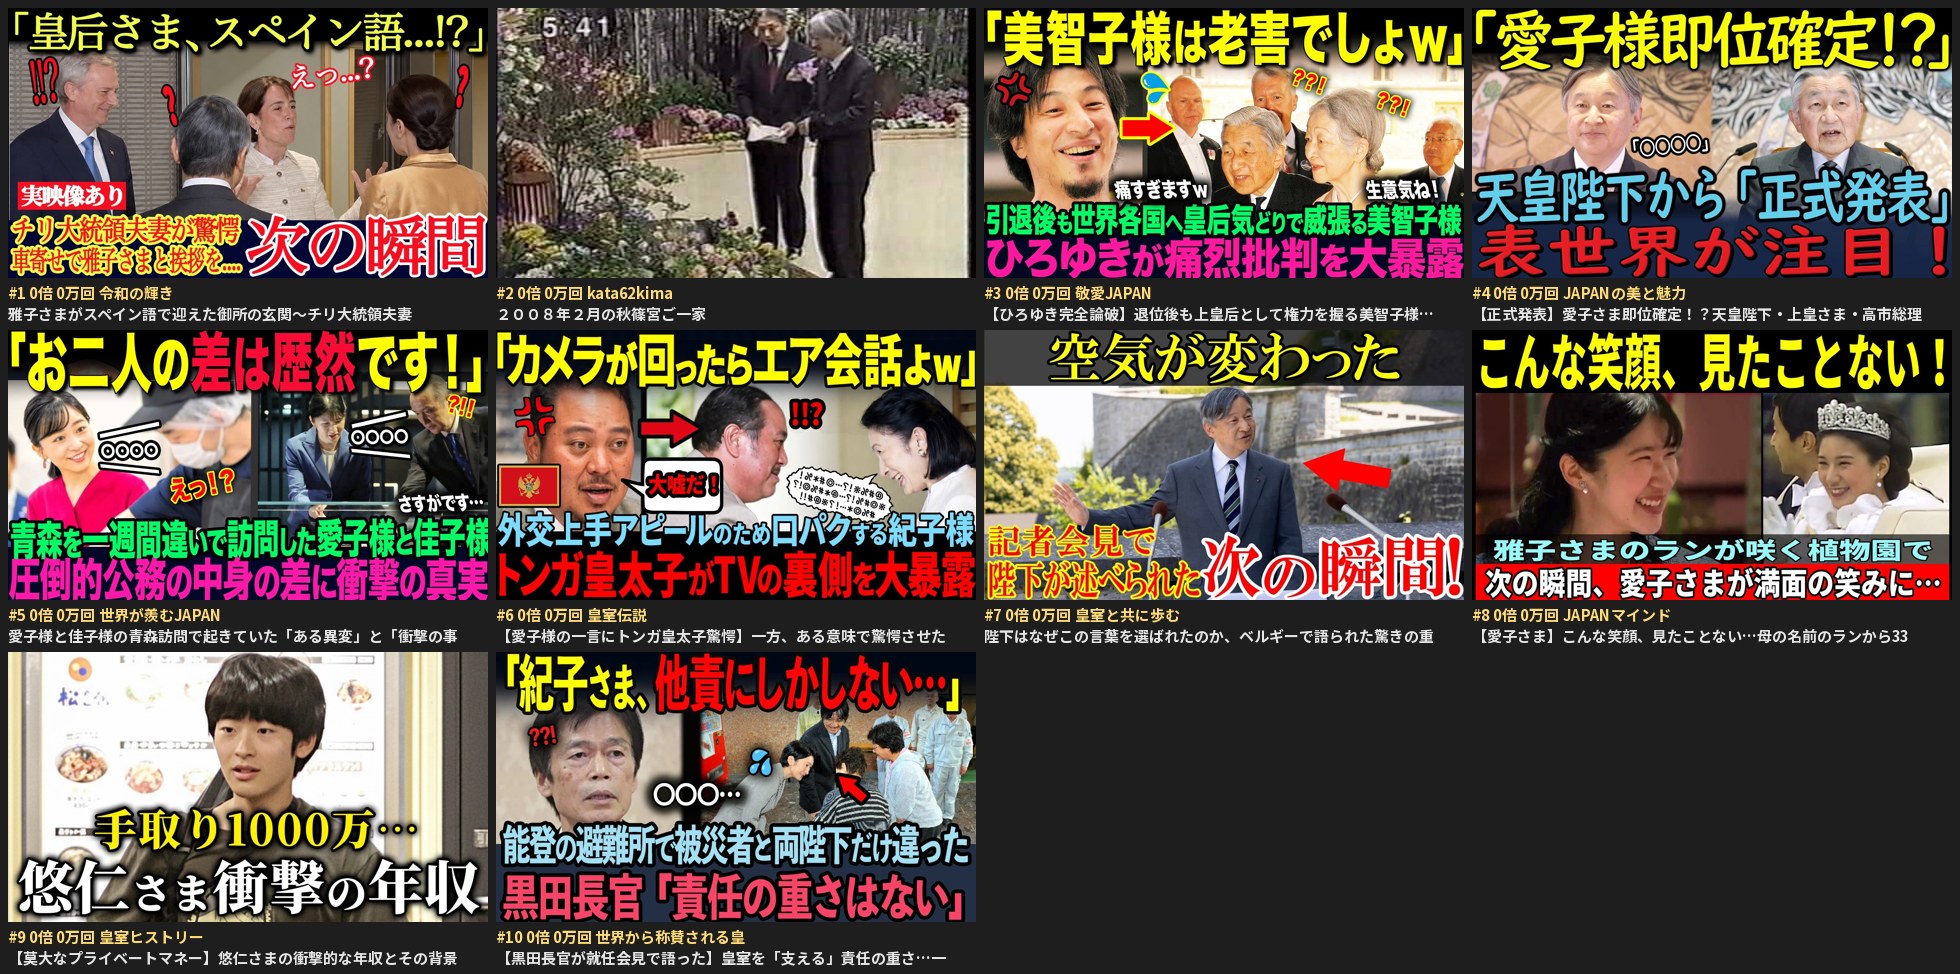 「皇后さま、スペイン語...!?」
!!?
?
えっ...?
?
実映像あり
チリ大統領夫妻が驚愕
車寄せで雅子さまと挨拶を....
次の瞬間
#1 0倍 0万回 令和の輝き
雅子さまがスペイン語で迎えた御所の玄関～チリ大統領夫妻
5:41
#2 0倍 0万回 kata62kima
２００８年２月の秋篠宮ご一家
「美智子様は老害でしよw」
??!
??!
痛すぎますw
生意気ね！
引退後も世界各国へ皇后気どりで威張る美智子様
ひろゆきが痛烈批判を大暴露
#3 0倍 0万回 敬愛JAPAN
【ひろゆき完全論破】退位後も上皇后として権力を握る美智子様…
「愛子様即位確定!?」
「○○○○」
天皇陛下から「正式発表」
表世界が注目！
#4 0倍 0万回 JAPANの美と魅力
【正式発表】愛子さま即位確定！？天皇陛下・上皇さま・高市総理
「お二人の差は歴然です！」
?!!
○○○○
○○○○
えっ!?
さすがです…
青森を一週間違いで訪問した愛子様と佳子様
圧倒的公務の中身の差に衝撃の真実
#5 0倍 0万回 世界が羨むJAPAN
愛子様と佳子様の青森訪問で起きていた「ある異変」と「衝撃の事
「カメラが回ったらエア会話よw」
!!?
大嘘だ！
外交上手アピールのため口パクする紀子様
トンガ皇太子がTVの裏側を大暴露
#6 0倍 0万回 皇室伝説
【愛子様の一言にトンガ皇太子驚愕】一方、ある意味で驚愕させた
空気が変わった
記者会見で
陛下が述べられた
次の瞬間!
#7 0倍 0万回 皇室と共に歩む
陛下はなぜこの言葉を選ばれたのか、ベルギーで語られた驚きの重
こんな笑顔、見たことない！
雅子さまのランが咲く植物園で
次の瞬間、愛子さまが満面の笑みに…
#8 0倍 0万回 JAPANマインド
【愛子さま】こんな笑顔、見たことない…母の名前のランから33
手取り1000万…
悠仁さま衝撃の年収
#9 0倍 0万回 皇室ヒストリー
【莫大なプライベートマネー】悠仁さまの衝撃的な年収とその背景
「紀子さま、他責にしかしない…」
??!
○○○…
能登の避難所で被災者と両陛下だけ違った
黒田長官「責任の重さはない」
#10 0倍 0万回 世界から称賛される皇
【黒田長官が就任会見で語った】皇室を「支える」責任の重さ…一